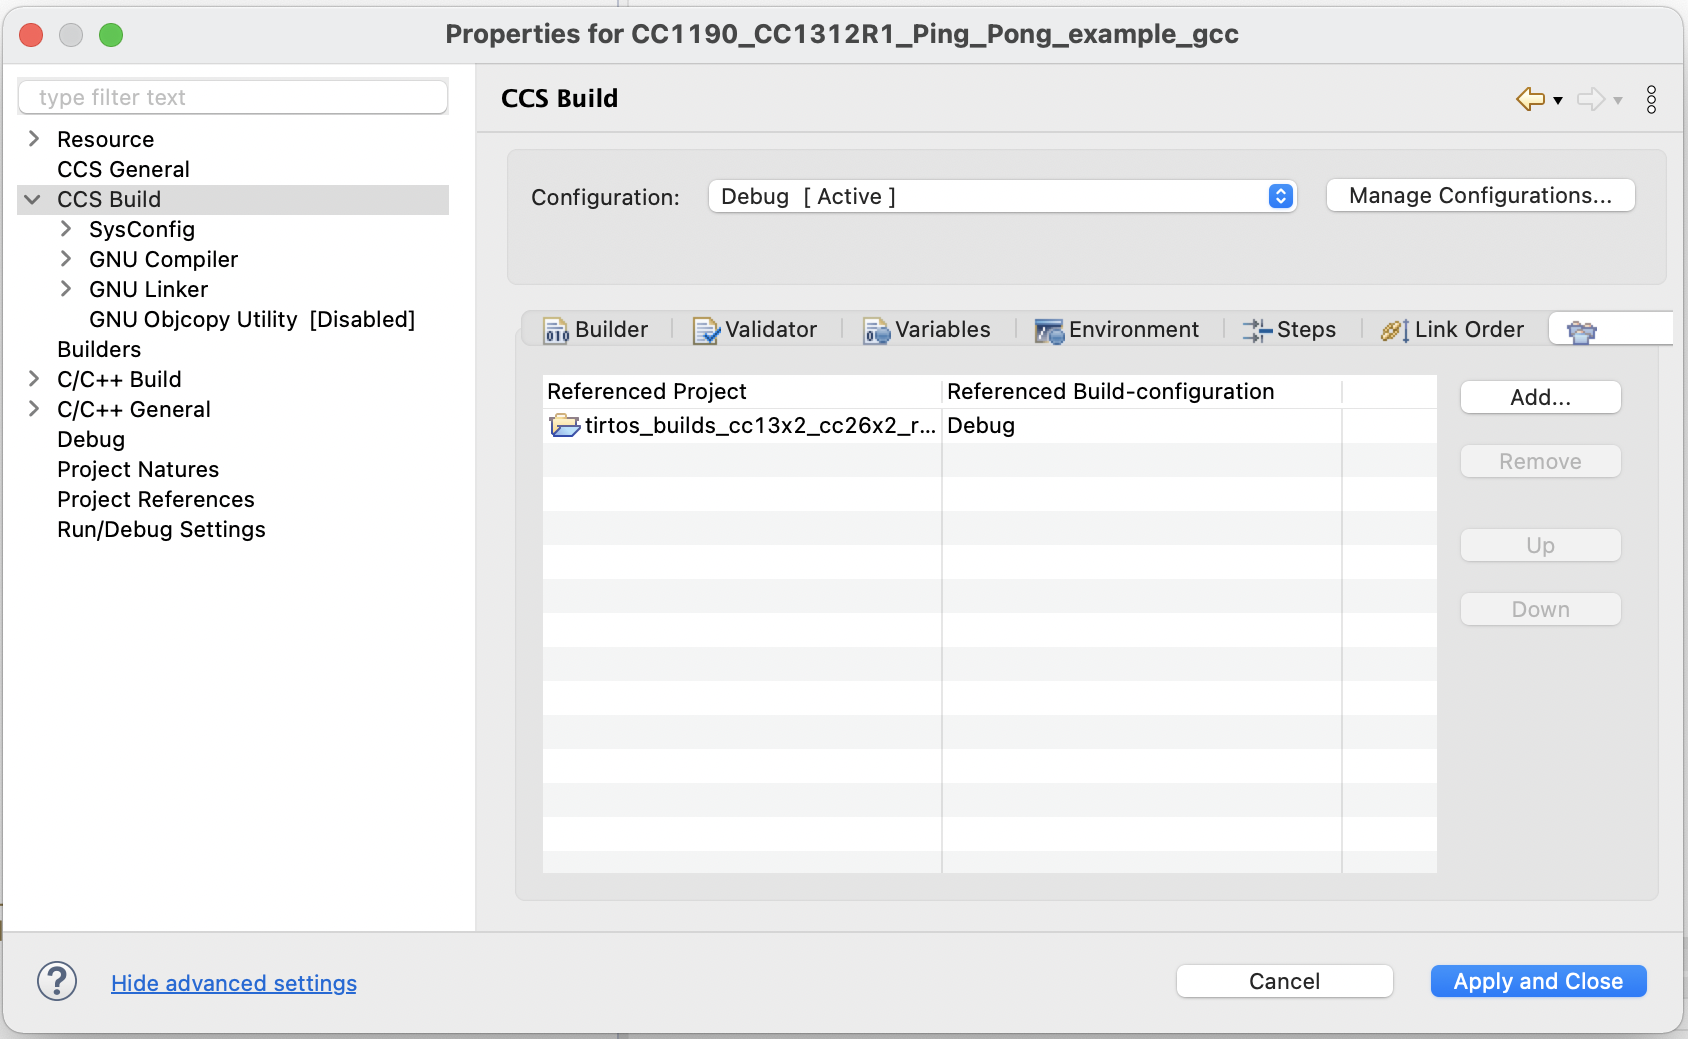 Properties for CC1190_CC1312R1_Ping_Pong_example_gcc
type filter text
Resource
CCS General
CCS Build
SysConfig
GNU Compiler
GNU Linker
GNU Objcopy Utility [Disabled]
Builders
C/C++ Build
C/C++ General
Debug
Project Natures
Project References
Run/Debug Settings
CCS Build
Configuration: Debug [ Active ] Manage Configurations...
Builder Validator Variables Environment Steps Link Order
Referenced Project Referenced Build-configuration
tirtos_builds_cc13x2_cc26x2_r... Debug
Add...
Remove
Up
Down
? Hide advanced settings Cancel Apply and Close